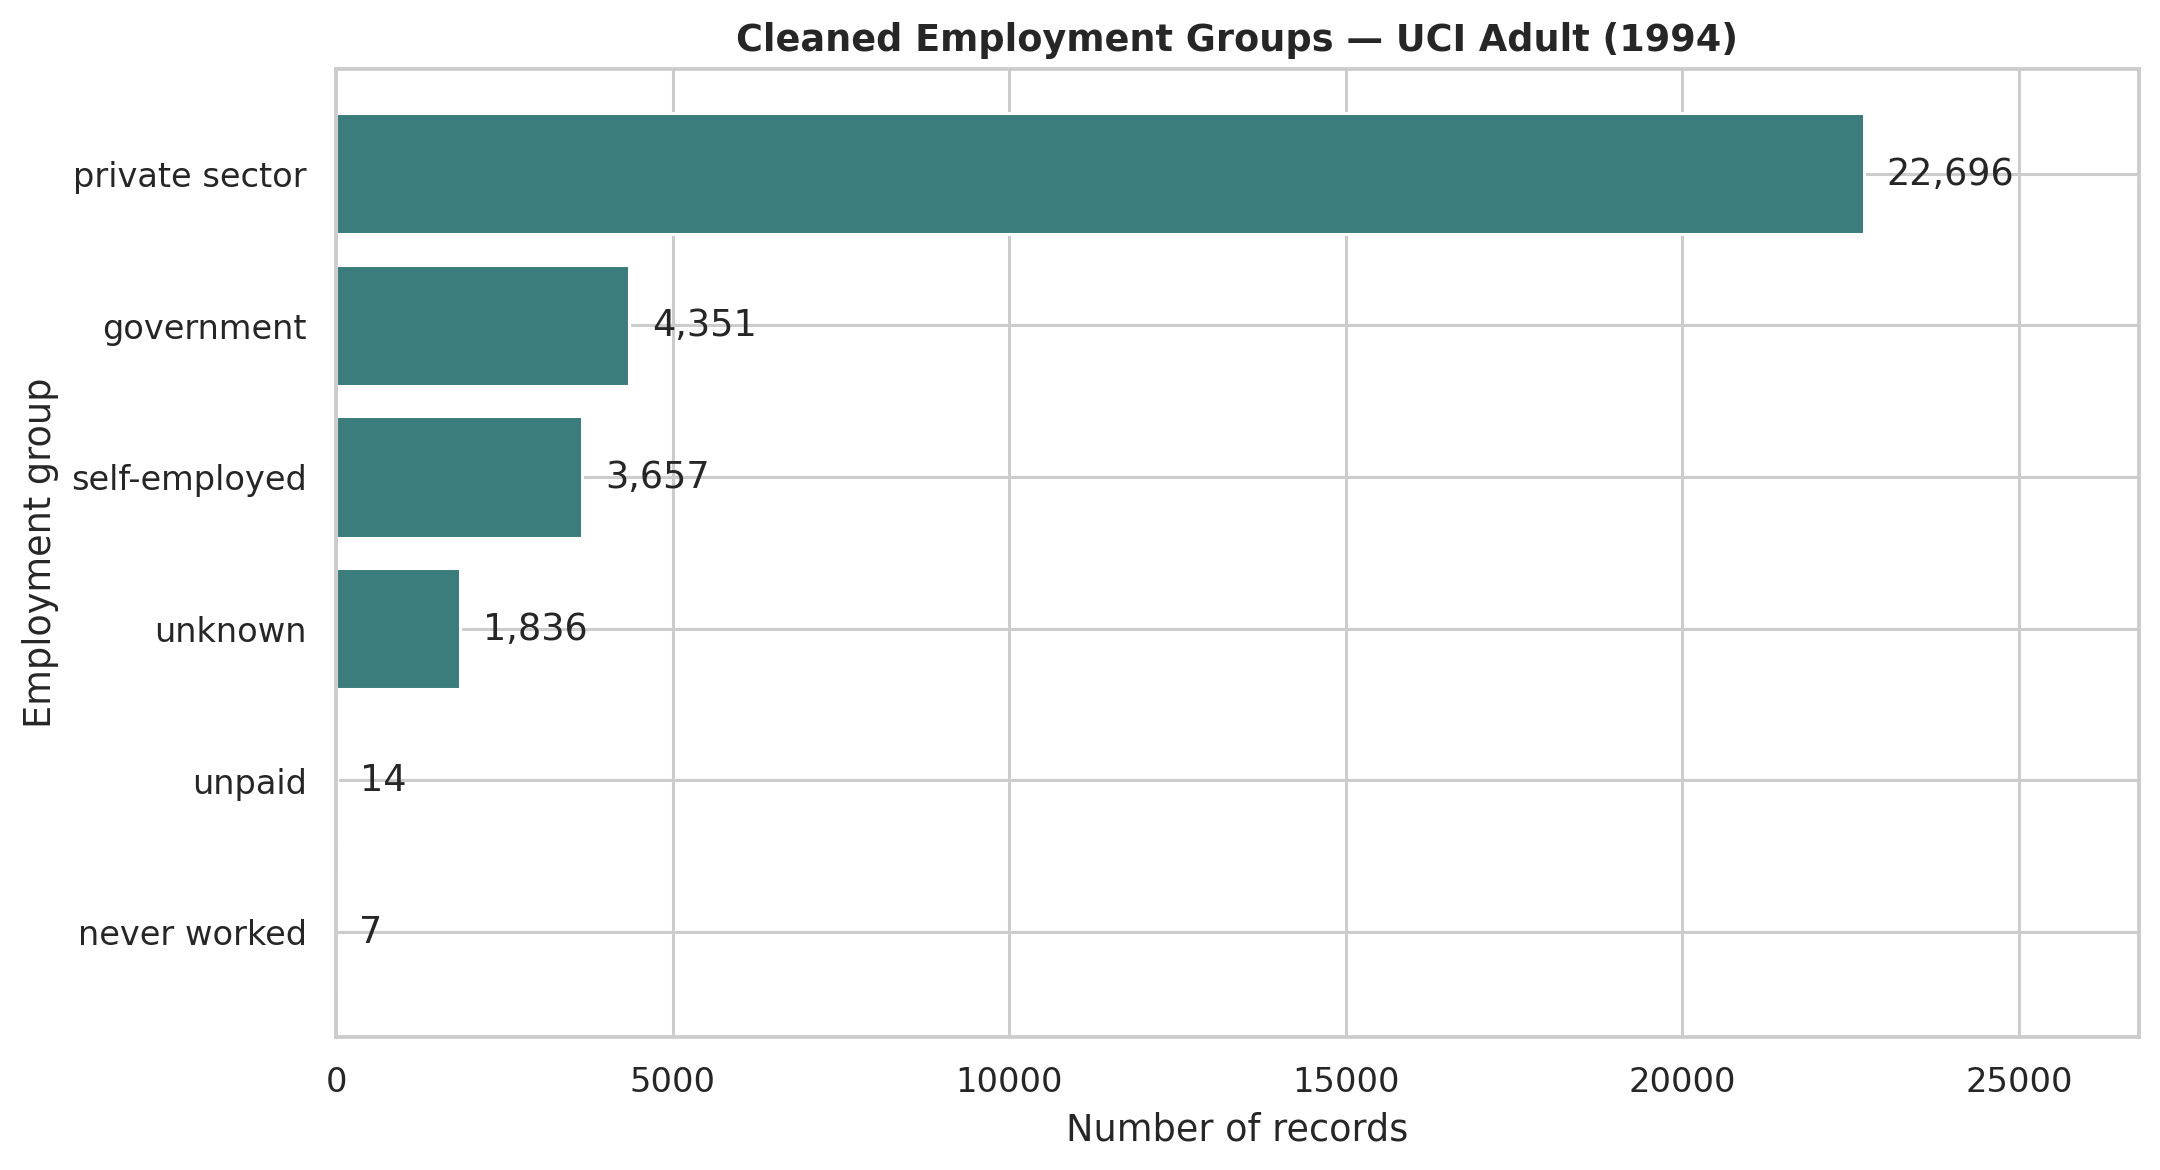 Cleaned Employment Groups — UCI Adult (1994)
Employment group
private sector
22,696
government
4,351
self-employed
3,657
unknown
1,836
unpaid
14
never worked
7
0 5000 10000 15000 20000 25000
Number of records